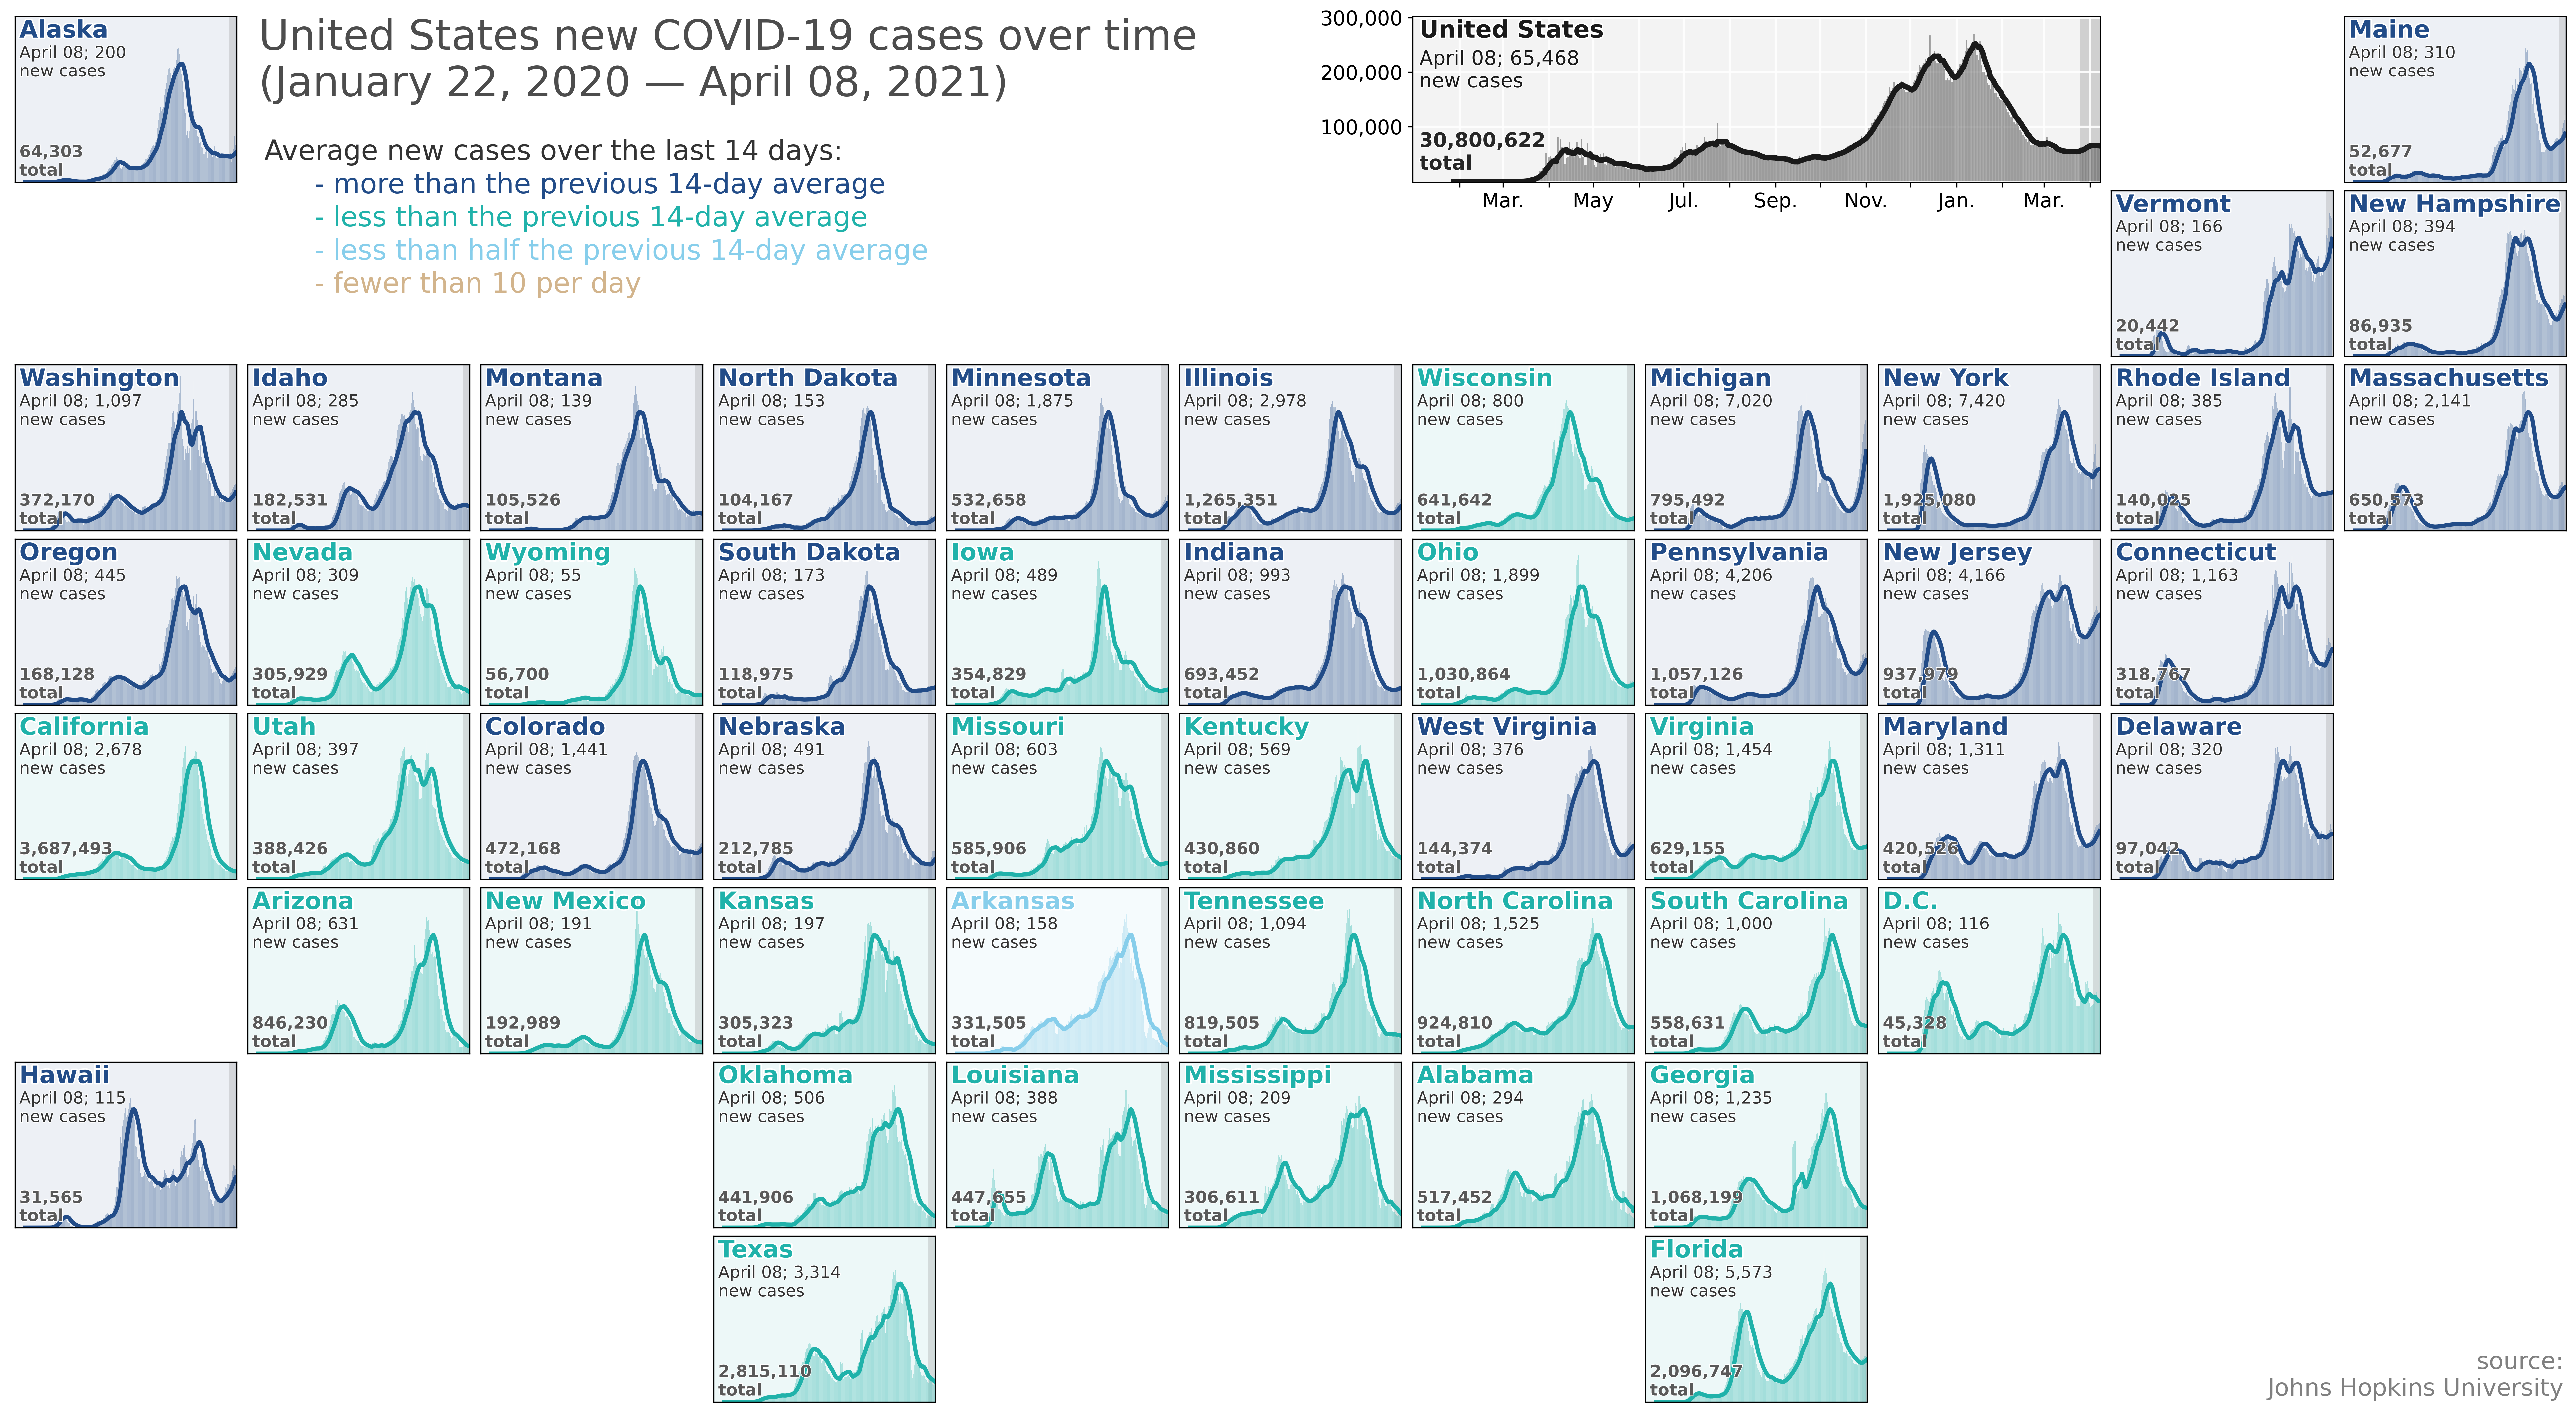 Alaska
April 08; 200
new cases
64,303
total
United States new COVID-19 cases over time
(January 22, 2020 — April 08, 2021)
Average new cases over the last 14 days:
- more than the previous 14-day average
- less than the previous 14-day average
- less than half the previous 14-day average
- fewer than 10 per day
300,000
200,000
100,000
United States
April 08; 65,468
new cases
30,800,622
total
Mar.
May
Jul.
Sep.
Nov.
Jan.
Mar.
Maine
April 08; 310
new cases
52,677
total
Vermont
April 08; 166
new cases
20,442
total
New Hampshire
April 08; 394
new cases
86,935
total
Washington
April 08; 1,097
new cases
372,170
total
Idaho
April 08; 285
new cases
182,531
total
Montana
April 08; 139
new cases
105,526
total
North Dakota
April 08; 153
new cases
104,167
total
Minnesota
April 08; 1,875
new cases
532,658
total
Illinois
April 08; 2,978
new cases
1,265,351
total
Wisconsin
April 08; 800
new cases
641,642
total
Michigan
April 08; 7,020
new cases
795,492
total
New York
April 08; 7,420
new cases
1,925,080
total
Rhode Island
April 08; 385
new cases
140,025
total
Massachusetts
April 08; 2,141
new cases
650,573
total
Oregon
April 08; 445
new cases
168,128
total
Nevada
April 08; 309
new cases
305,929
total
Wyoming
April 08; 55
new cases
56,700
total
South Dakota
April 08; 173
new cases
118,975
total
Iowa
April 08; 489
new cases
354,829
total
Indiana
April 08; 993
new cases
693,452
total
Ohio
April 08; 1,899
new cases
1,030,864
total
Pennsylvania
April 08; 4,206
new cases
1,057,126
total
New Jersey
April 08; 4,166
new cases
937,979
total
Connecticut
April 08; 1,163
new cases
318,767
total
California
April 08; 2,678
new cases
3,687,493
total
Utah
April 08; 397
new cases
388,426
total
Colorado
April 08; 1,441
new cases
472,168
total
Nebraska
April 08; 491
new cases
212,785
total
Missouri
April 08; 603
new cases
585,906
total
Kentucky
April 08; 569
new cases
430,860
total
West Virginia
April 08; 376
new cases
144,374
total
Virginia
April 08; 1,454
new cases
629,155
total
Maryland
April 08; 1,311
new cases
420,526
total
Delaware
April 08; 320
new cases
97,042
total
Arizona
April 08; 631
new cases
846,230
total
New Mexico
April 08; 191
new cases
192,989
total
Kansas
April 08; 197
new cases
305,323
total
Arkansas
April 08; 158
new cases
331,505
total
Tennessee
April 08; 1,094
new cases
819,505
total
North Carolina
April 08; 1,525
new cases
924,810
total
South Carolina
April 08; 1,000
new cases
558,631
total
D.C.
April 08; 116
new cases
45,328
total
Hawaii
April 08; 115
new cases
31,565
total
Oklahoma
April 08; 506
new cases
441,906
total
Louisiana
April 08; 388
new cases
447,655
total
Mississippi
April 08; 209
new cases
306,611
total
Alabama
April 08; 294
new cases
517,452
total
Georgia
April 08; 1,235
new cases
1,068,199
total
Texas
April 08; 3,314
new cases
2,815,110
total
Florida
April 08; 5,573
new cases
2,096,747
total
source:
Johns Hopkins University